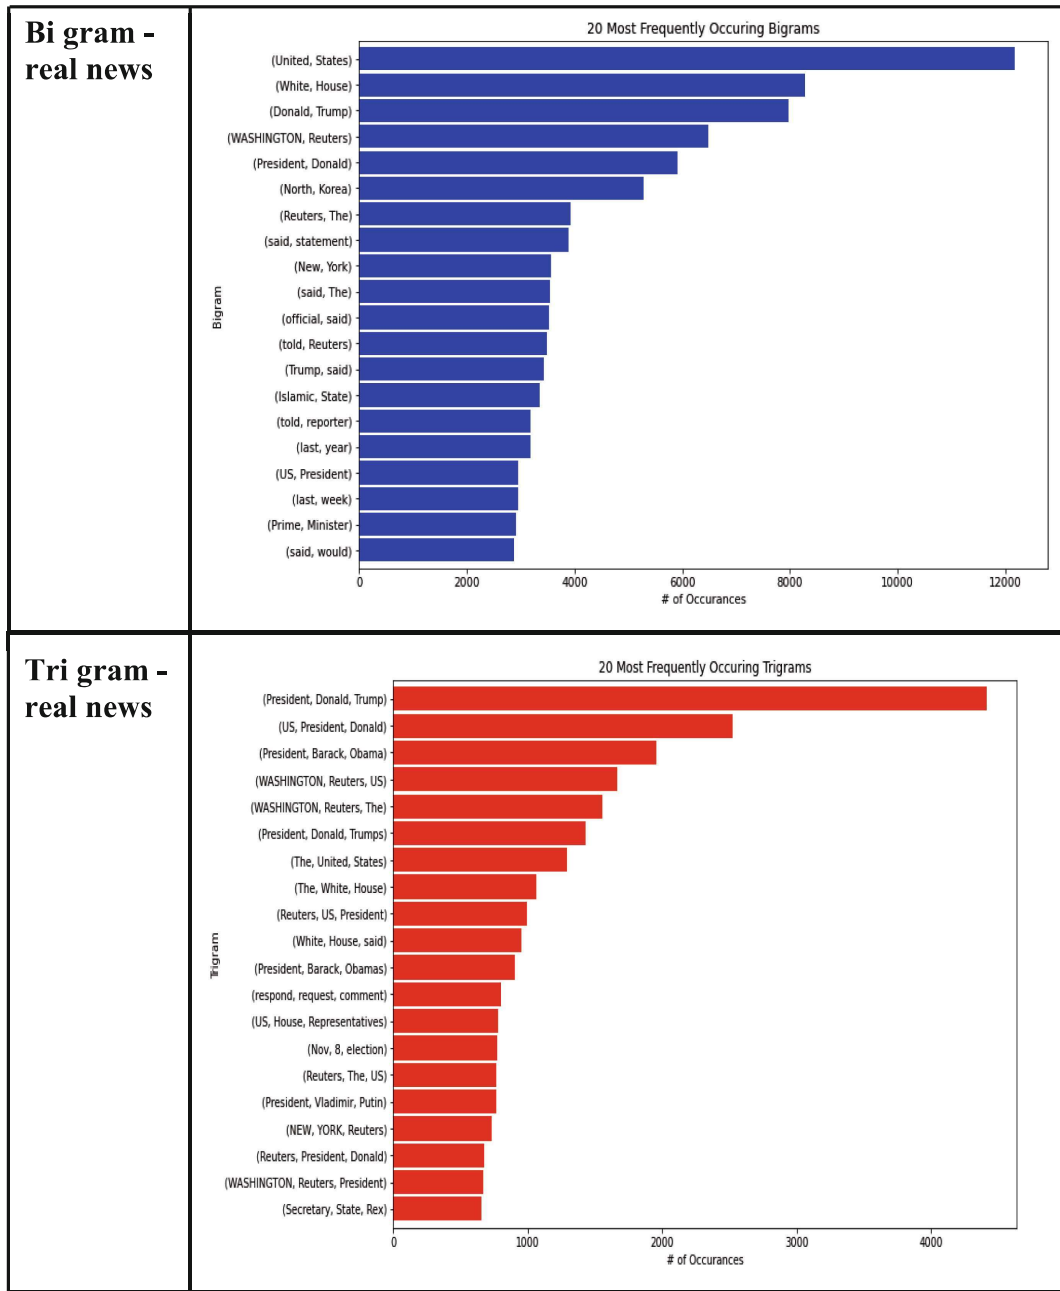 Bi gram -
real news
20 Most Frequently Occuring Bigrams
Bigram
(United, States)
(White, House)
(Donald, Trump)
(WASHINGTON, Reuters)
(President, Donald)
(North, Korea)
(Reuters, The)
(said, statement)
(New, York)
(said, The)
(official, said)
(told, Reuters)
(Trump, said)
(Islamic, State)
(told, reporter)
(last, year)
(US, President)
(last, week)
(Prime, Minister)
(said, would)
0 2000 4000 6000 8000 10000 12000
# of Occurances
Tri gram -
real news
20 Most Frequently Occuring Trigrams
Trigram
(President, Donald, Trump)
(US, President, Donald)
(President, Barack, Obama)
(WASHINGTON, Reuters, US)
(WASHINGTON, Reuters, The)
(President, Donald, Trumps)
(The, United, States)
(The, White, House)
(Reuters, US, President)
(White, House, said)
(President, Barack, Obamas)
(respond, request, comment)
(US, House, Representatives)
(Nov, 8, election)
(Reuters, The, US)
(President, Vladimir, Putin)
(NEW, YORK, Reuters)
(Reuters, President, Donald)
(WASHINGTON, Reuters, President)
(Secretary, State, Rex)
0 1000 2000 3000 4000
# of Occurances